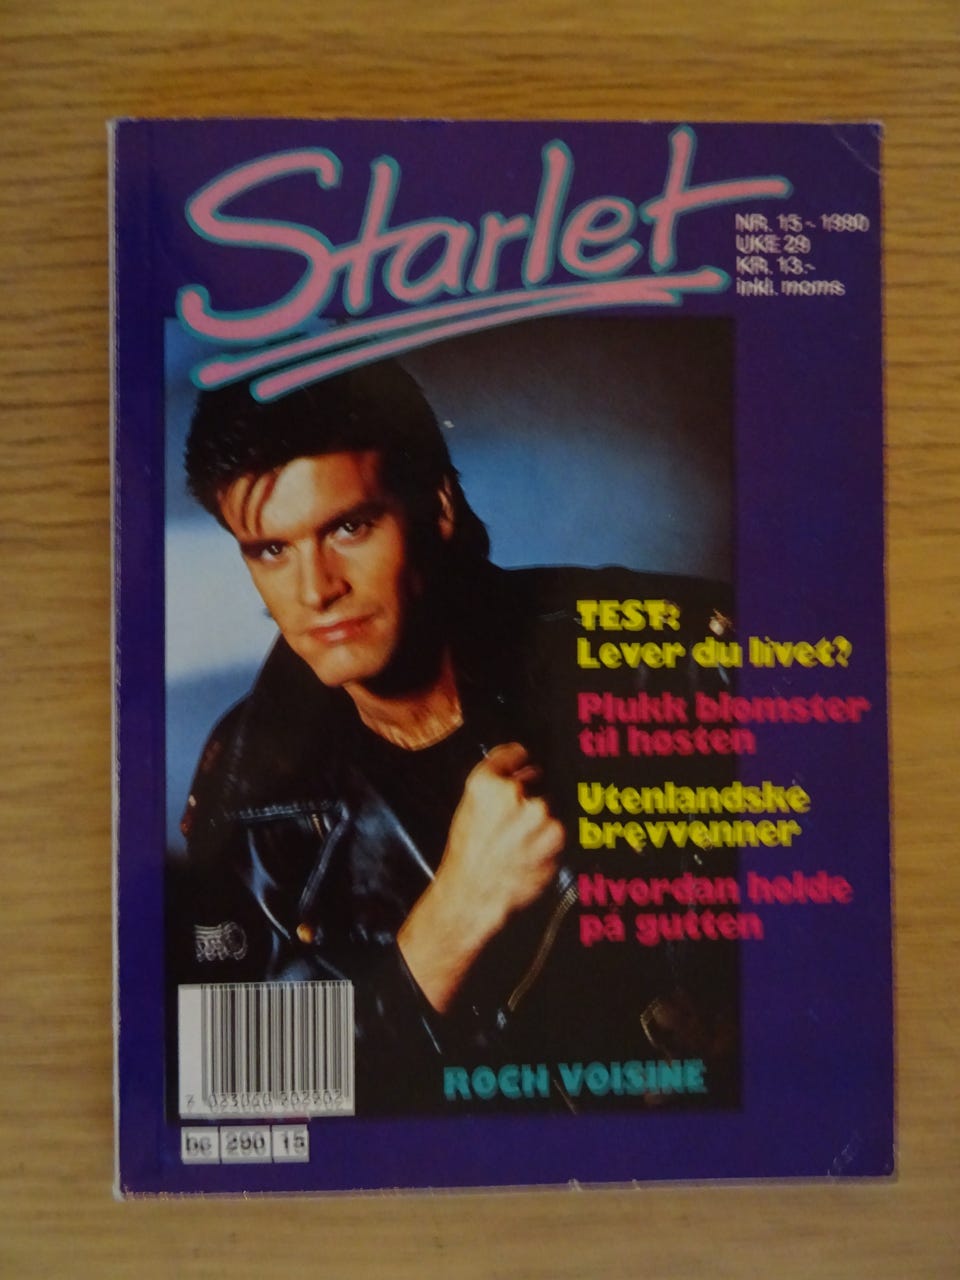 Starlet
NR. 15 - 1990
UKE 29
KR. 13.-
inkl. moms
TEST:
Lever du livet?
Plukk blomster
til høsten
Utenlandske
brevvenner
Hvordan holde
på gutten
ROCH VOISINE
290 15